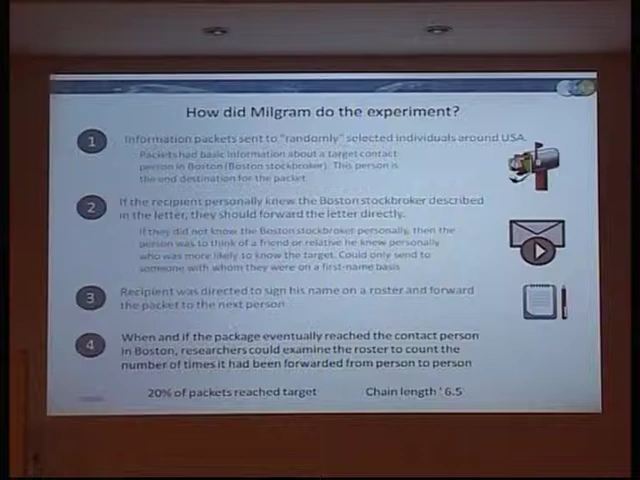 How did Milgram do the experiment?
1
Information packets sent to "randomly" selected individuals around USA.
Packets had basic information about a target contact
person in Boston (Boston stockbroker). This person is
the end destination for the packet
2
If the recipient personally knew the Boston stockbroker described
in the letter, they should forward the letter directly.
If they did not know the Boston stockbroker personally, then the
person was to think of a friend or relative he knew personally
who was more likely to know the target. Could only send to
someone with whom they were on a first-name basis
3
Recipient was directed to sign his name on a roster and forward
the packet to the next person
4
When and if the package eventually reached the contact person
in Boston, researchers could examine the roster to count the
number of times it had been forwarded from person to person
20% of packets reached target
Chain length ' 6.5